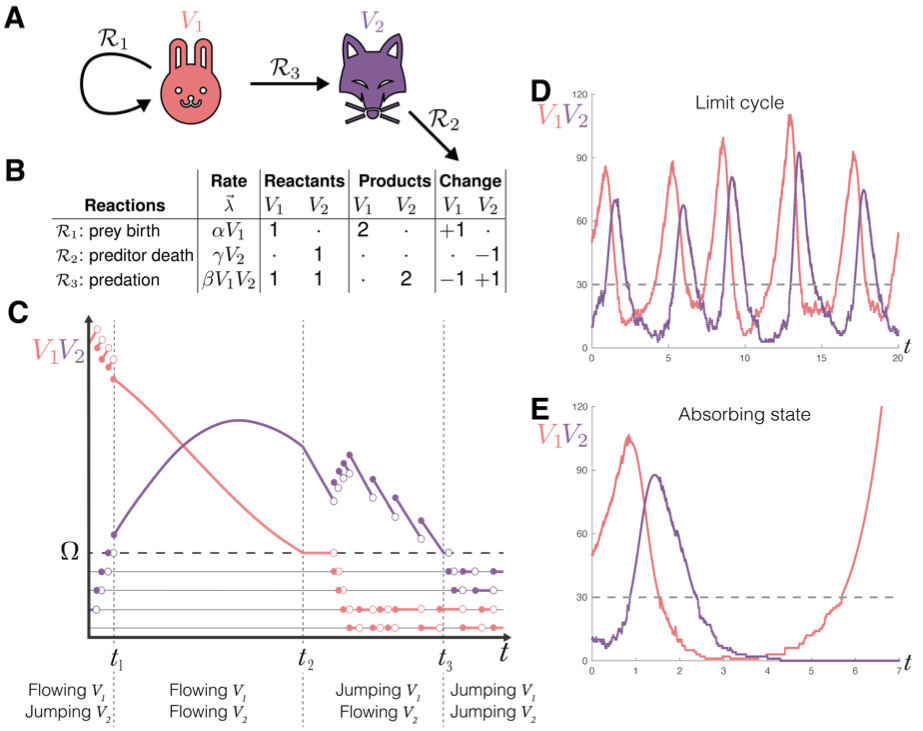 A
V₁
V₂
R₁
R₃
R₂
B
Rate Reactants Products Change
Reactions λ⃗ V₁ V₂ V₁ V₂ V₁ V₂
R₁: prey birth αV₁ 1 · 2 · +1 ·
R₂: preditor death γV₂ · 1 · · · −1
R₃: predation βV₁V₂ 1 1 · 2 −1 +1
C
V₁V₂
Ω
t₁ t₂ t₃ t
Flowing V₁ Flowing V₁ Jumping V₁ Jumping V₁
Jumping V₂ Flowing V₂ Flowing V₂ Jumping V₂
D
Limit cycle
V₁V₂
120
90
60
30
0
0 5 10 15 20 t
E
Absorbing state
V₁V₂
120
90
60
30
0
0 1 2 3 4 5 6 7 t